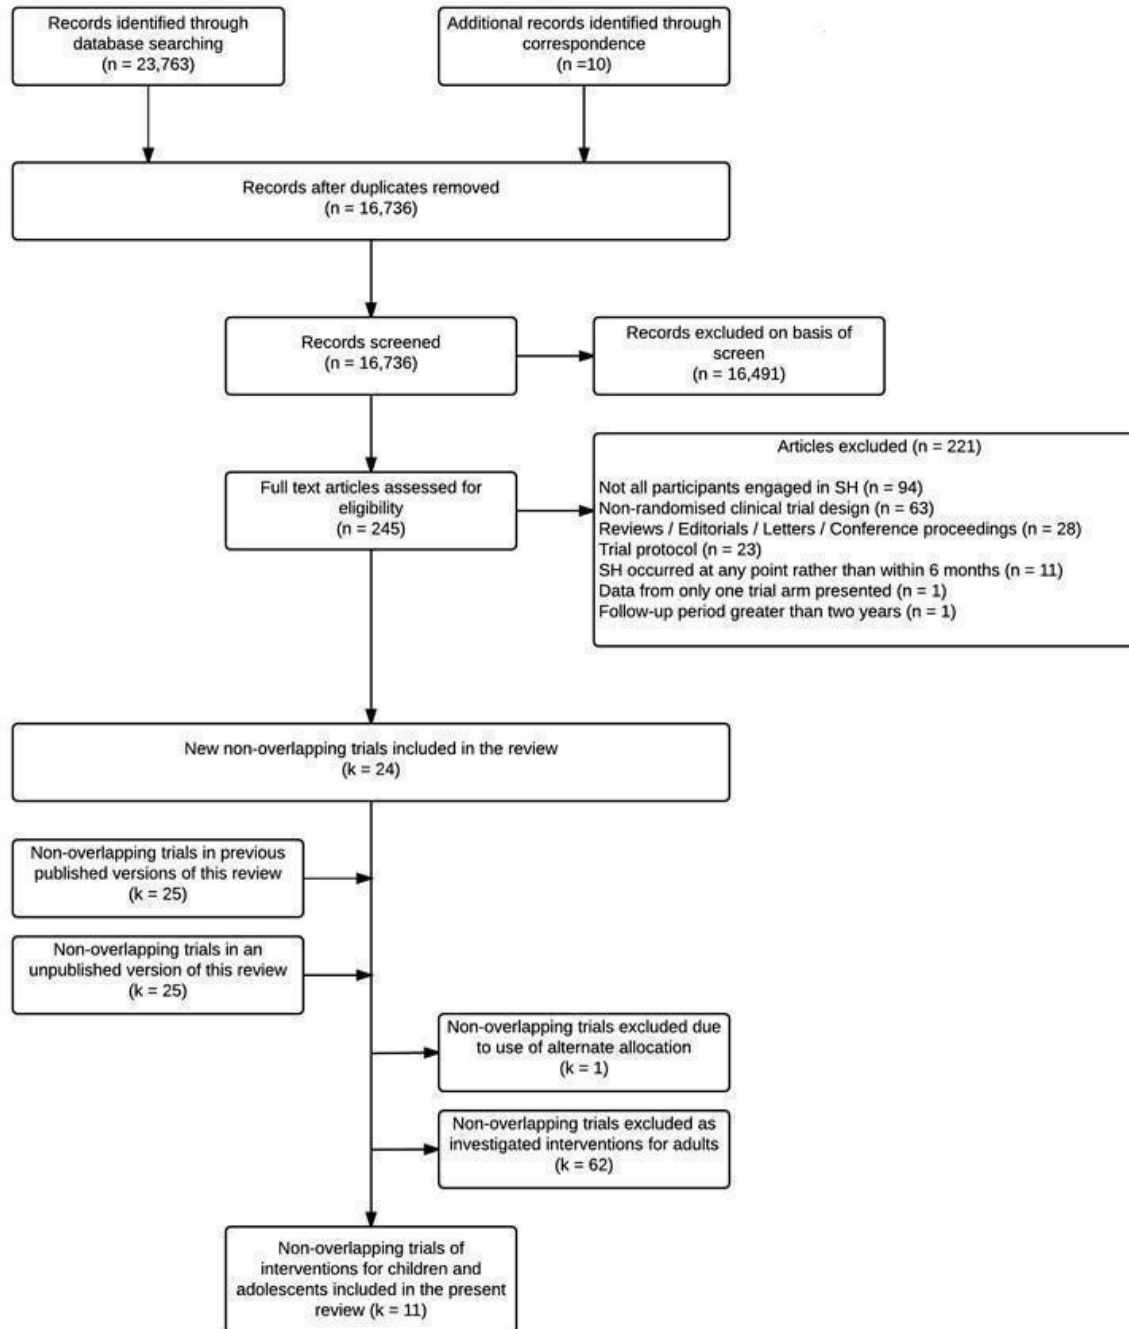 Records identified through
database searching
(n = 23,763)
Additional records identified through
correspondence
(n =10)
Records after duplicates removed
(n = 16,736)
Records screened
(n = 16,736)
Records excluded on basis of
screen
(n = 16,491)
Full text articles assessed for
eligibility
(n = 245)
Articles excluded (n = 221)
Not all participants engaged in SH (n = 94)
Non-randomised clinical trial design (n = 63)
Reviews / Editorials / Letters / Conference proceedings (n = 28)
Trial protocol (n = 23)
SH occurred at any point rather than within 6 months (n = 11)
Data from only one trial arm presented (n = 1)
Follow-up period greater than two years (n = 1)
New non-overlapping trials included in the review
(k = 24)
Non-overlapping trials in previous
published versions of this review
(k = 25)
Non-overlapping trials in an
unpublished version of this review
(k = 25)
Non-overlapping trials excluded due
to use of alternate allocation
(k = 1)
Non-overlapping trials excluded as
investigated interventions for adults
(k = 62)
Non-overlapping trials of
interventions for children and
adolescents included in the present
review (k = 11)